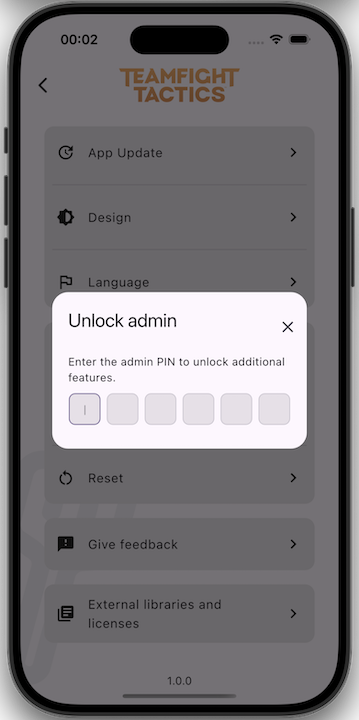 00:02
TEAMFIGHT
TACTICS
App Update
Design
Language
Unlock admin
Enter the admin PIN to unlock additional
features.
Reset
Give feedback
External libraries and
licenses
1.0.0